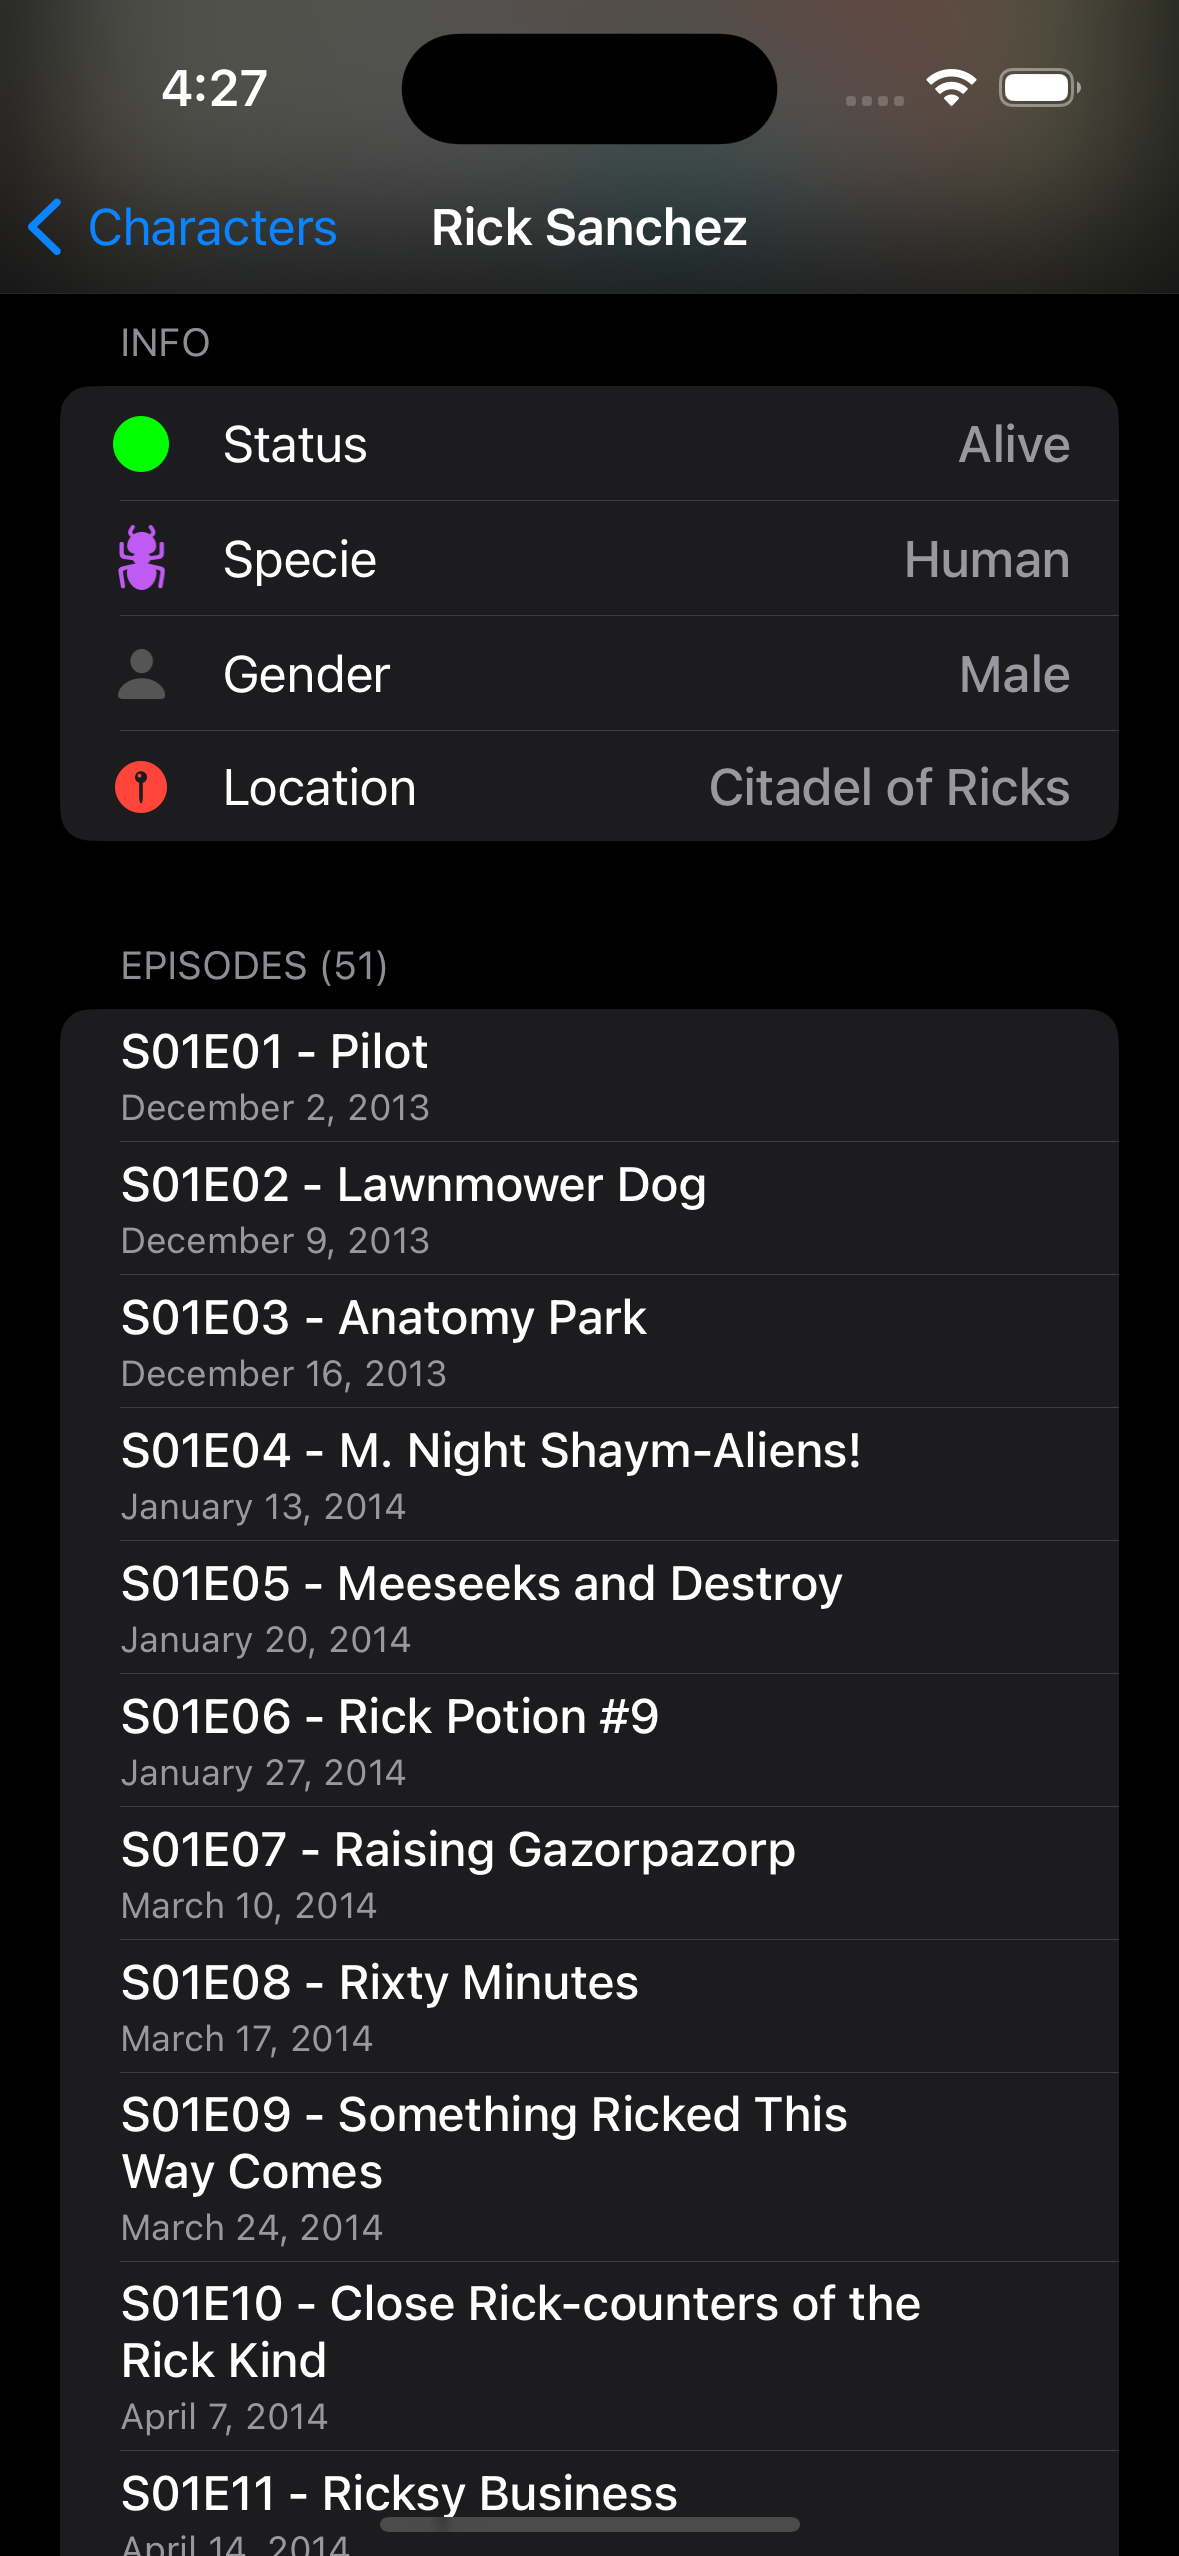 4:27
Characters
Rick Sanchez
INFO
Status
Alive
Specie
Human
Gender
Male
Location
Citadel of Ricks
EPISODES (51)
S01E01 - Pilot
December 2, 2013
S01E02 - Lawnmower Dog
December 9, 2013
S01E03 - Anatomy Park
December 16, 2013
S01E04 - M. Night Shaym-Aliens!
January 13, 2014
S01E05 - Meeseeks and Destroy
January 20, 2014
S01E06 - Rick Potion #9
January 27, 2014
S01E07 - Raising Gazorpazorp
March 10, 2014
S01E08 - Rixty Minutes
March 17, 2014
S01E09 - Something Ricked This
Way Comes
March 24, 2014
S01E10 - Close Rick-counters of the
Rick Kind
April 7, 2014
S01E11 - Ricksy Business
April 14, 2014